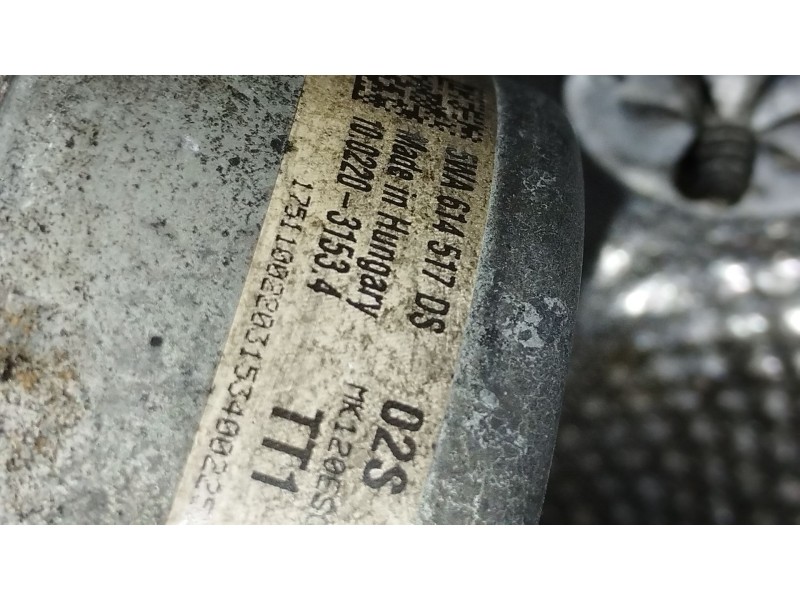 5WA 614 517 DS
Made in Hungary
10.0220-3153.4
02S
MK120ESC
TT1